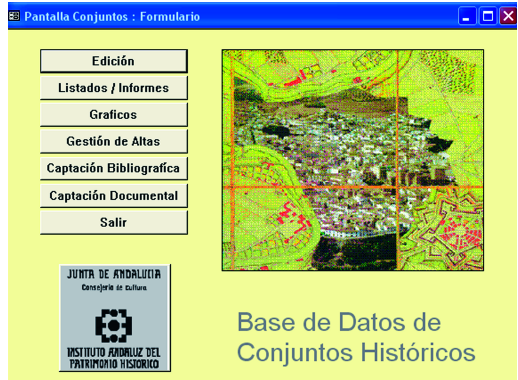 Pantalla Conjuntos : Formulario
Edición
Listados / Informes
Graficos
Gestión de Altas
Captación Bibliografíca
Captación Documental
Salir
JUNTA DE ANDALUCIA
Consejería de Cultura
INSTITUTO ANDALUZ DEL
PATRIMONIO HISTORICO
Base de Datos de
Conjuntos Históricos